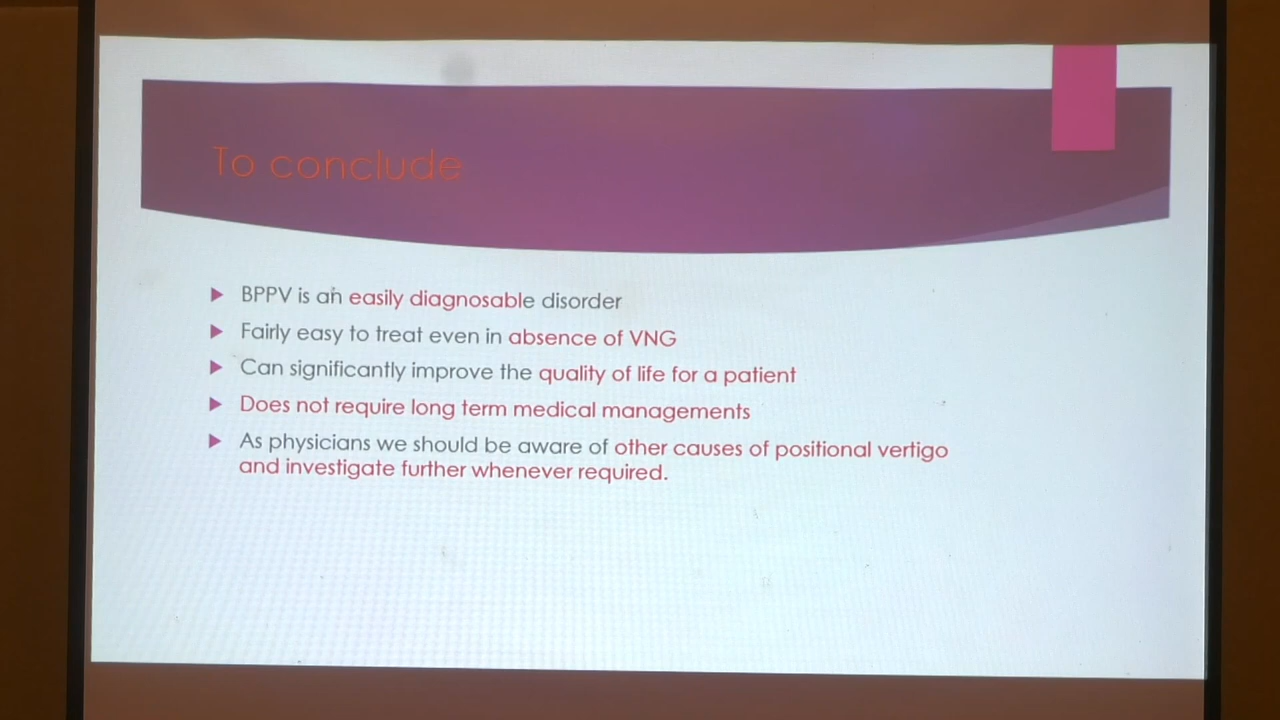 To conclude
BPPV is an easily diagnosable disorder
Fairly easy to treat even in absence of VNG
Can significantly improve the quality of life for a patient
Does not require long term medical managements
As physicians we should be aware of other causes of positional vertigo
and investigate further whenever required.